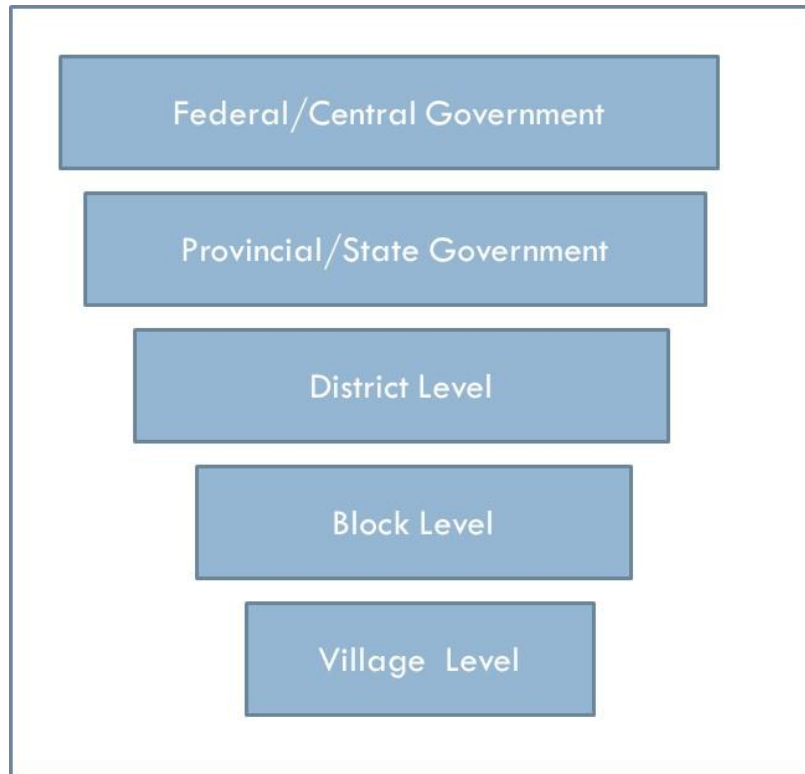 Federal/Central Government
Provincial/State Government
District Level
Block Level
Village  Level